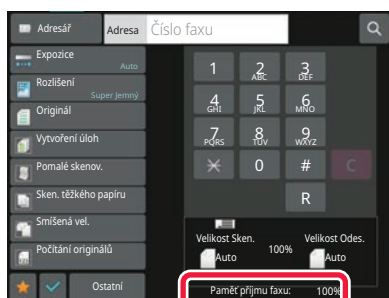 Adresář
Adresa
Číslo faxu
Expozice
Auto
Rozlišení
Super Jemný
Originál
Vytvoření úloh
Pomalé skenov.
Sken. těžkého papíru
Smíšená vel.
Počítání originálů
Ostatní
1
2 ABC
3 DEF
4 GHI
5 JKL
6 MNO
7 PQRS
8 TUV
9 WXYZ
0 # C
R
Velikost Sken.
Auto
100%
Velikost Odes.
Auto
Paměť příjmu faxu: 100%